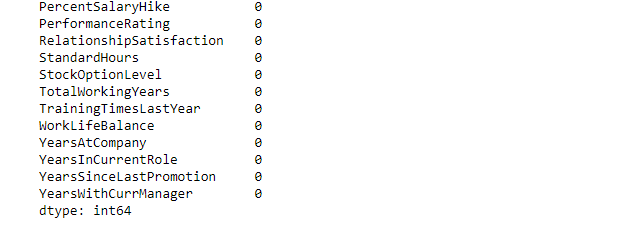 PercentSalaryHike 0
PerformanceRating 0
RelationshipSatisfaction 0
StandardHours 0
StockOptionLevel 0
TotalWorkingYears 0
TrainingTimesLastYear 0
WorkLifeBalance 0
YearsAtCompany 0
YearsInCurrentRole 0
YearsSinceLastPromotion 0
YearsWithCurrManager 0
dtype: int64